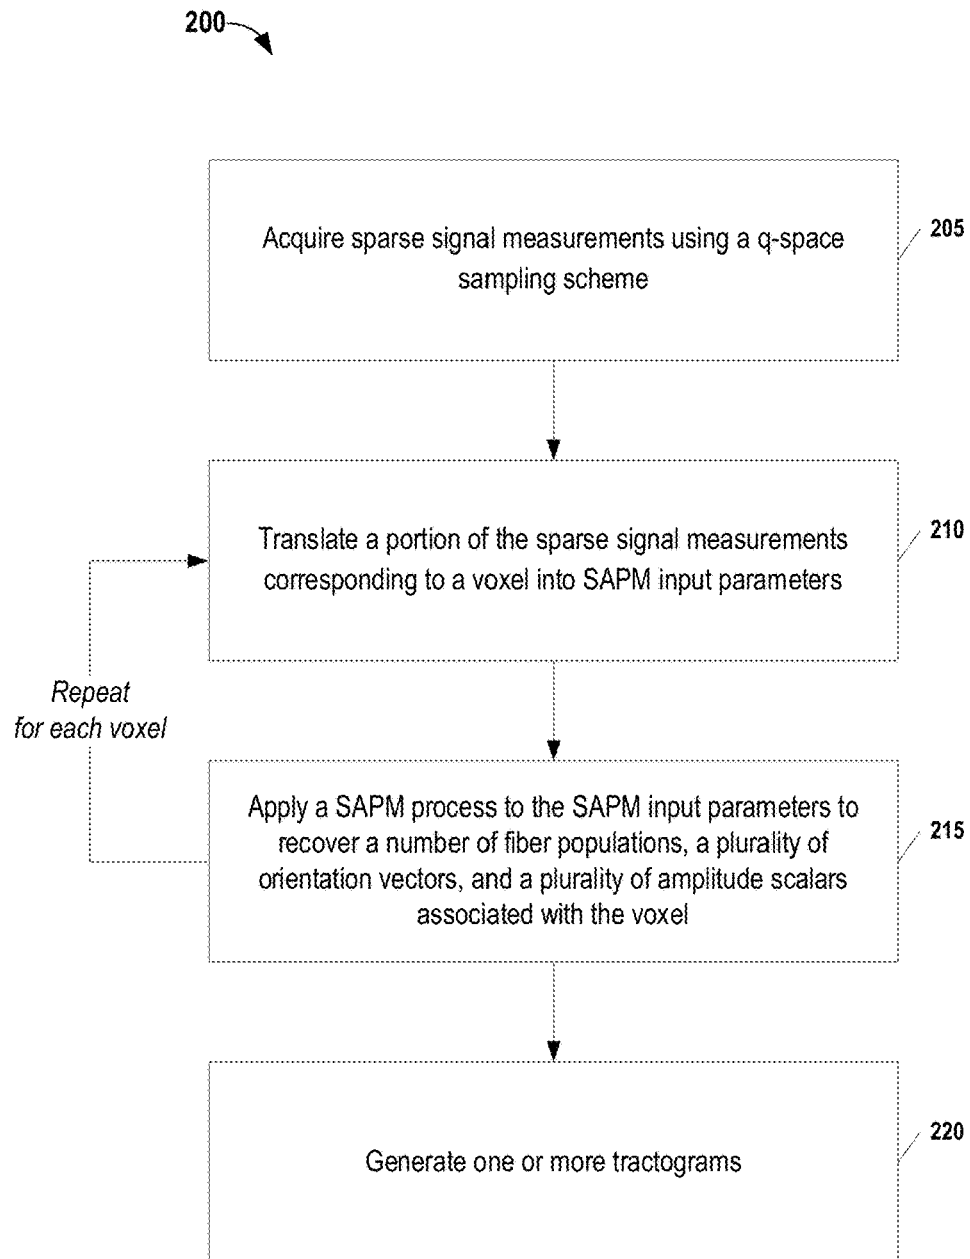 200
Acquire sparse signal measurements using a q-space
sampling scheme
205
Translate a portion of the sparse signal measurements
corresponding to a voxel into SAPM input parameters
210
Repeat
for each voxel
Apply a SAPM process to the SAPM input parameters to
recover a number of fiber populations, a plurality of
orientation vectors, and a plurality of amplitude scalars
associated with the voxel
215
Generate one or more tractograms
220